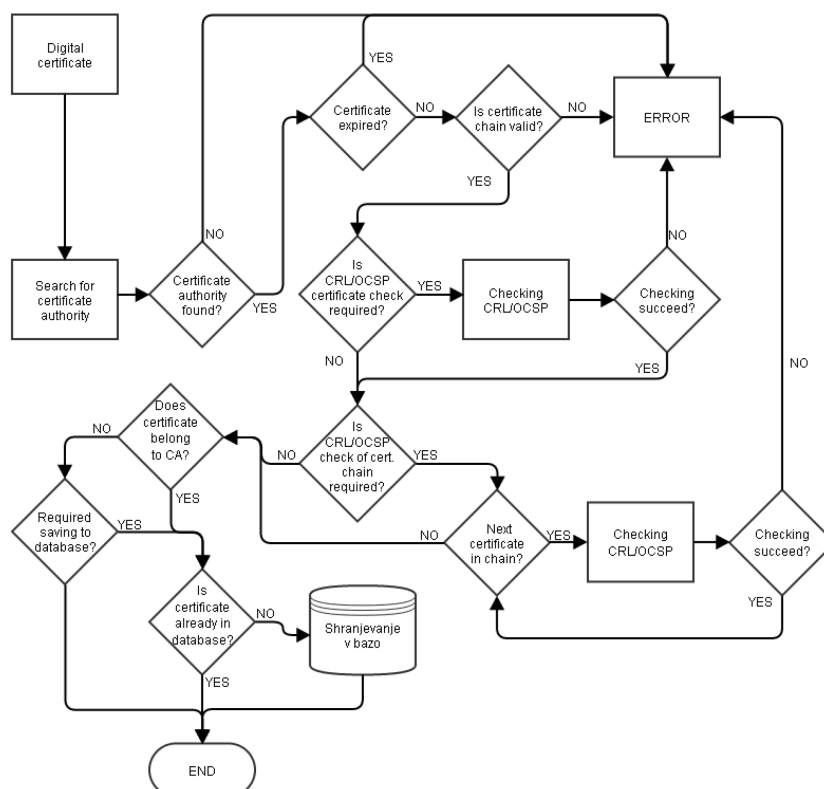 Digital
certificate
YES
Certificate
expired?
NO
Is certificate
chain valid?
NO
ERROR
YES
NO
Search for
certificate
authority
Certificate
authority
found?
YES
Is
CRL/OCSP
certificate check
required?
YES
Checking
CRL/OCSP
Checking
succeed?
NO
NO
YES
NO
Does
certificate
belong
to CA?
NO
YES
Is
CRL/OCSP
check of cert.
chain
required?
NO
YES
Required
saving to
database?
YES
NO
Next
certificate
in chain?
YES
Checking
CRL/OCSP
Checking
succeed?
YES
NO
Is
certificate
already in
database?
NO
YES
Shranjevanje
v bazo
END